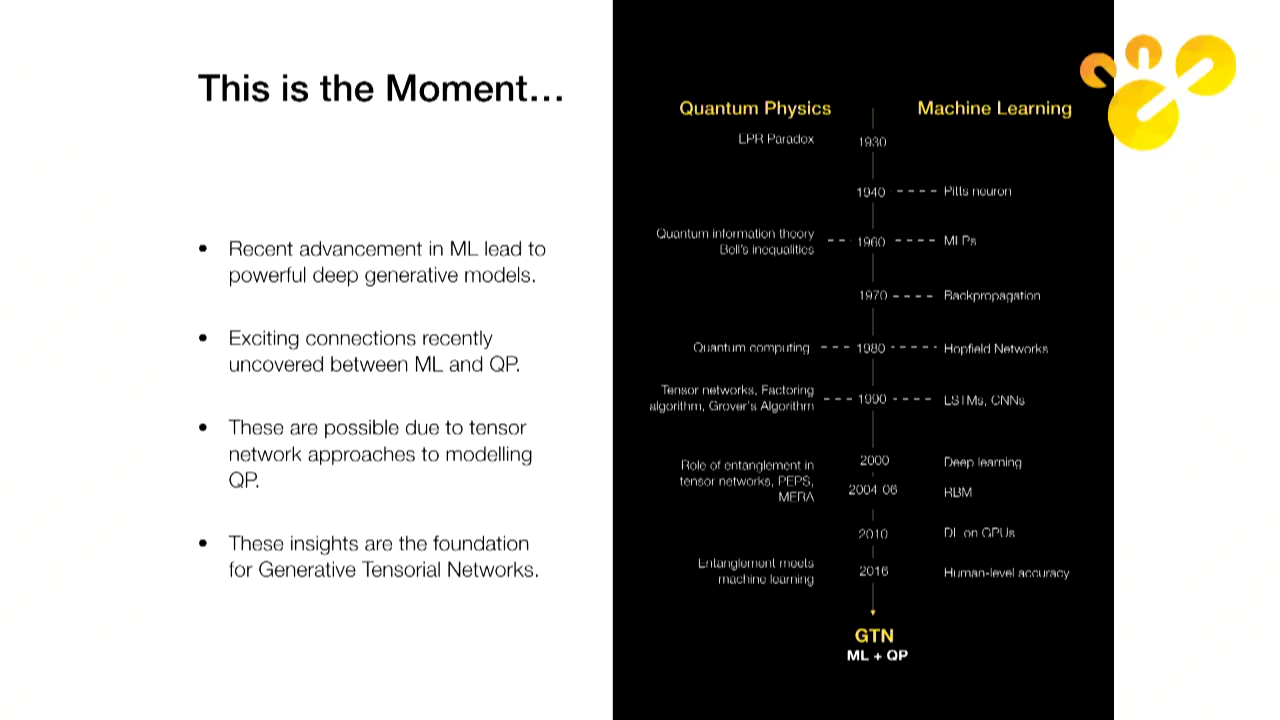 This is the Moment...
• Recent advancement in ML lead to
powerful deep generative models.
• Exciting connections recently
uncovered between ML and QP.
• These are possible due to tensor
network approaches to modelling
QP.
• These insights are the foundation
for Generative Tensorial Networks.
Quantum Physics Machine Learning
EPR Paradox 1930
1940 Pitts neuron
Quantum information theory
Bell's inequalities 1960 MLPs
1970 Backpropagation
Quantum computing 1980 Hopfield Networks
Tensor networks, Factoring
algorithm, Grover's Algorithm 1990 LSTMs, CNNs
2000 Deep learning
Role of entanglement in
tensor networks, PEPS,
MERA
2004-06 RBM
2010 DL on GPUs
Entanglement meets
machine learning
2016 Human-level accuracy
GTN
ML + QP